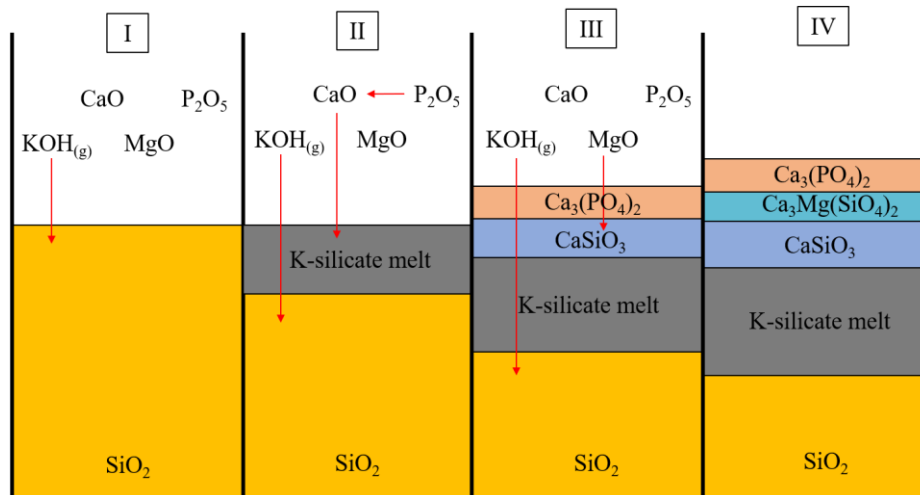 I
CaO P₂O₅
KOH(g) MgO
SiO₂
II
CaO P₂O₅
KOH(g) MgO
K-silicate melt
SiO₂
III
CaO P₂O₅
KOH(g) MgO
Ca₃(PO₄)₂
CaSiO₃
K-silicate melt
SiO₂
IV
Ca₃(PO₄)₂
Ca₃Mg(SiO₄)₂
CaSiO₃
K-silicate melt
SiO₂